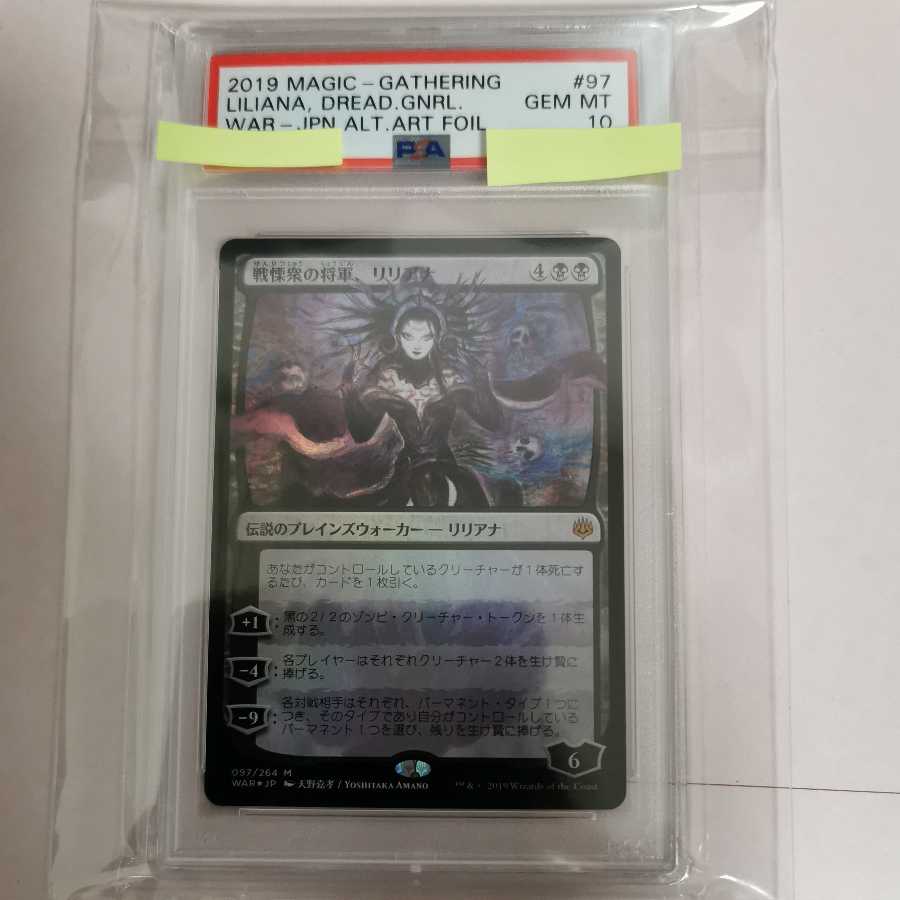 2019 MAGIC-GATHERING #97
LILIANA, DREAD.GNRL. GEM MT
WAR-JPN ALT.ART FOIL 10
PSA
戦慄衆の将軍、リリアナ 4
伝説のプレインズウォーカー — リリアナ
あなたがコントロールしているクリーチャーが1体死亡す
るたび、カードを1枚引く。
+1:黒の2/2のゾンビ・クリーチャー・トークンを1体生
成する。
-4:各プレイヤーはそれぞれクリーチャー2体を生け贄に
捧げる。
-9:各対戦相手はそれぞれ、パーマネント・タイプ1つに
つき、そのタイプであり自分がコントロールしている
パーマネント1つを選び、残りを生け贄に捧げる。
6
097/264 M
WAR★JP 天野喜孝 / YOSHITAKA AMANO ™ & © 2019 Wizards of the Coast